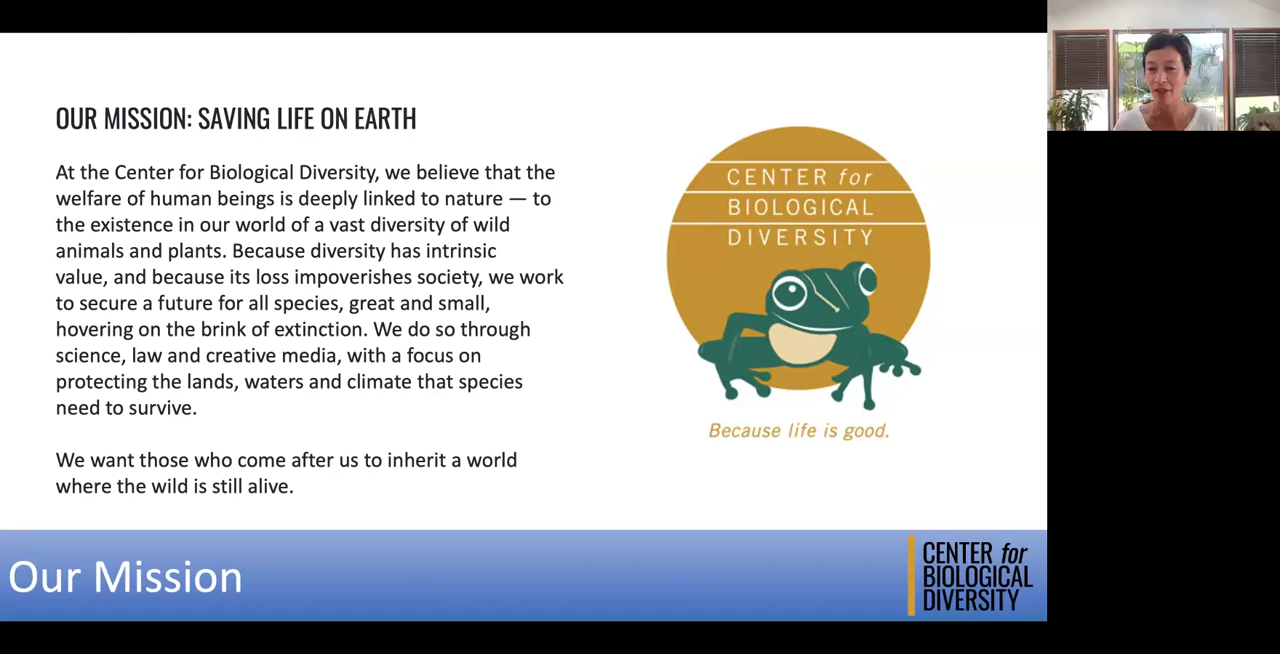 OUR MISSION: SAVING LIFE ON EARTH
At the Center for Biological Diversity, we believe that the
welfare of human beings is deeply linked to nature — to
the existence in our world of a vast diversity of wild
animals and plants. Because diversity has intrinsic
value, and because its loss impoverishes society, we work
to secure a future for all species, great and small,
hovering on the brink of extinction. We do so through
science, law and creative media, with a focus on
protecting the lands, waters and climate that species
need to survive.
We want those who come after us to inherit a world
where the wild is still alive.
CENTER for
BIOLOGICAL
DIVERSITY
Because life is good.
Our Mission
CENTER for
BIOLOGICAL
DIVERSITY